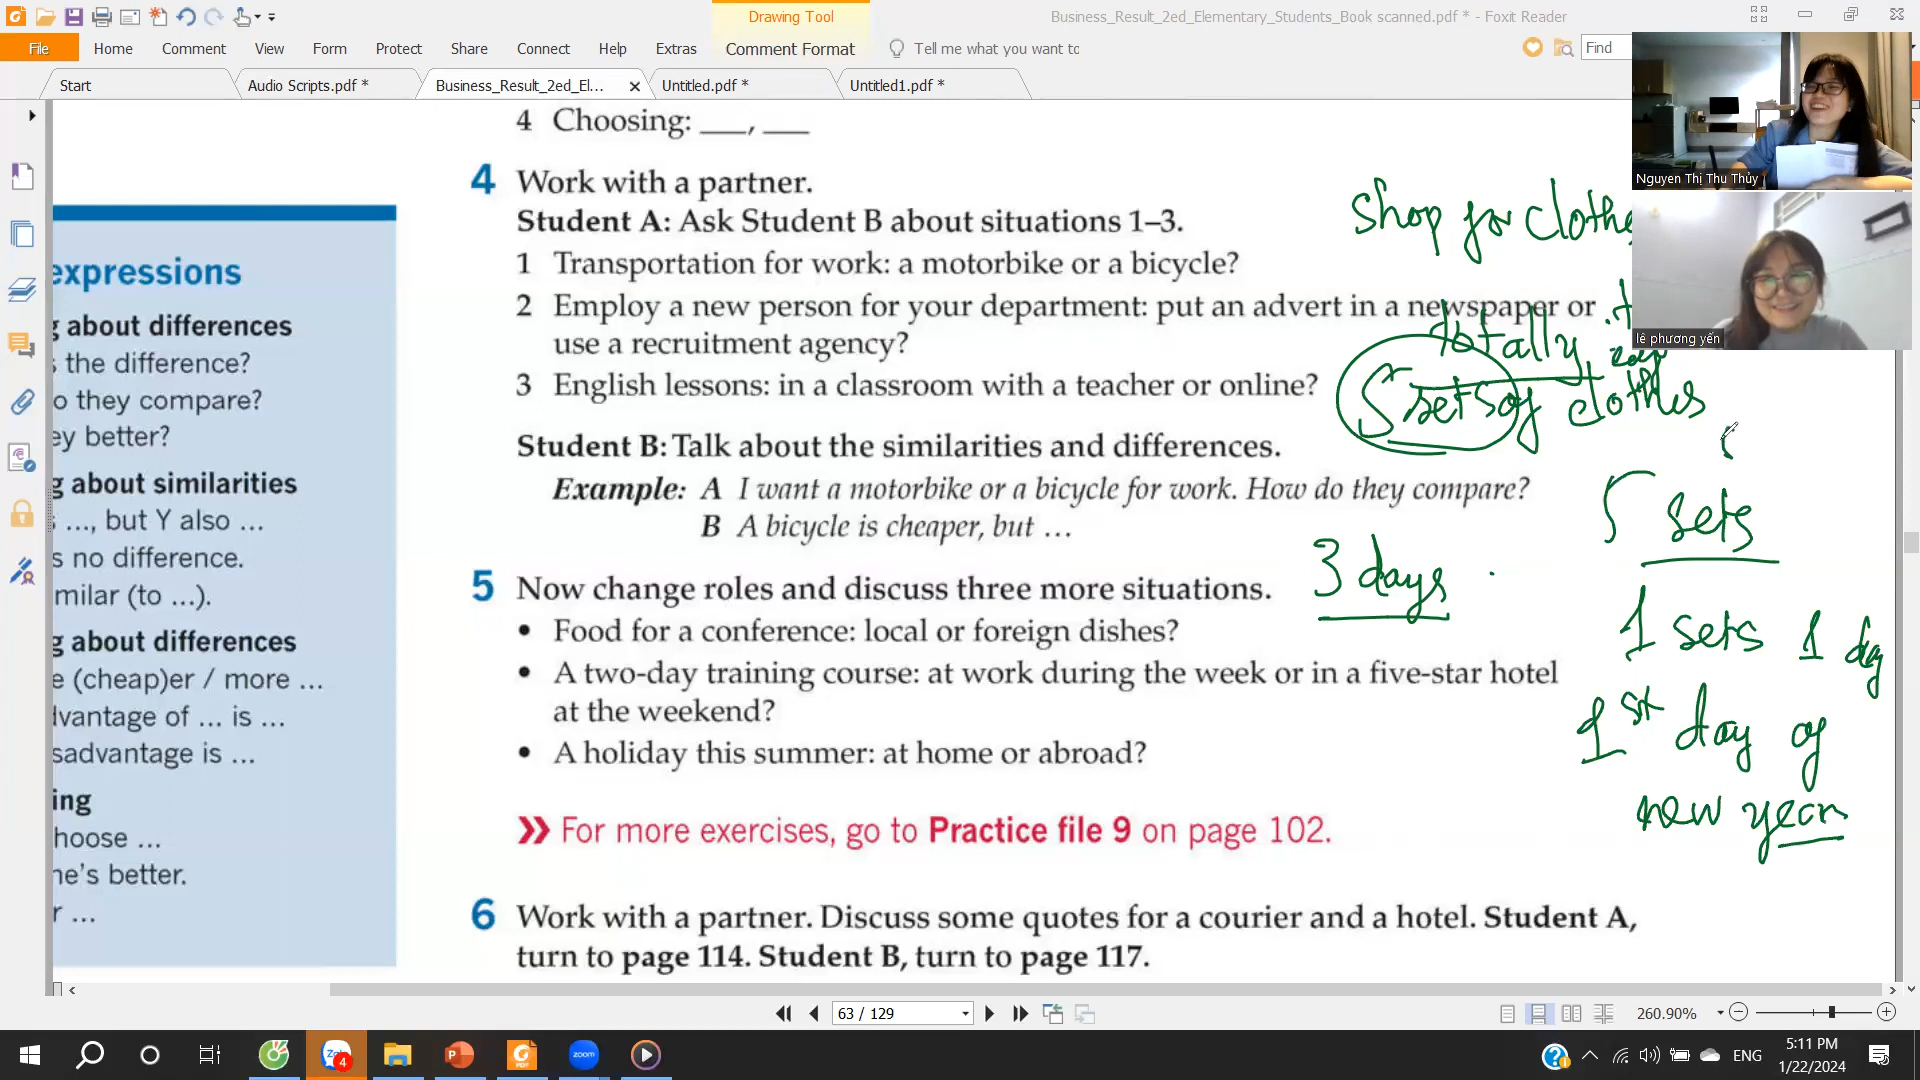 Drawing Tool
Business_Result_2ed_Elementary_Students_Book scanned.pdf * - Foxit Reader
File Home Comment View Form Protect Share Connect Help Extras Comment Format Tell me what you want to Find
Start Audio Scripts.pdf * Business_Result_2ed_El... Untitled.pdf * Untitled1.pdf *
4 Choosing: ___, ___
4 Work with a partner.
Student A: Ask Student B about situations 1–3.
1 Transportation for work: a motorbike or a bicycle?
2 Employ a new person for your department: put an advert in a newspaper or
use a recruitment agency?
3 English lessons: in a classroom with a teacher or online?
Student B: Talk about the similarities and differences.
Example: A I want a motorbike or a bicycle for work. How do they compare?
B A bicycle is cheaper, but ...
5 Now change roles and discuss three more situations.
• Food for a conference: local or foreign dishes?
• A two-day training course: at work during the week or in a five-star hotel
at the weekend?
• A holiday this summer: at home or abroad?
For more exercises, go to Practice file 9 on page 102.
6 Work with a partner. Discuss some quotes for a courier and a hotel. Student A,
turn to page 114. Student B, turn to page 117.
expressions
g about differences
the difference?
o they compare?
ey better?
g about similarities
..., but Y also ...
s no difference.
milar (to ...).
g about differences
e (cheap)er / more ...
dvantage of ... is ...
sadvantage is ...
ing
hoose ...
ne's better.
r ...
Shop for clothe
totally
5 sets of clothes
5 sets
3 days
1 sets 1 day
1st day of
new year
Nguyen Thị Thu Thủy
lê phương yến
63 / 129
260.90%
zoom
4
ENG
5:11 PM
1/22/2024